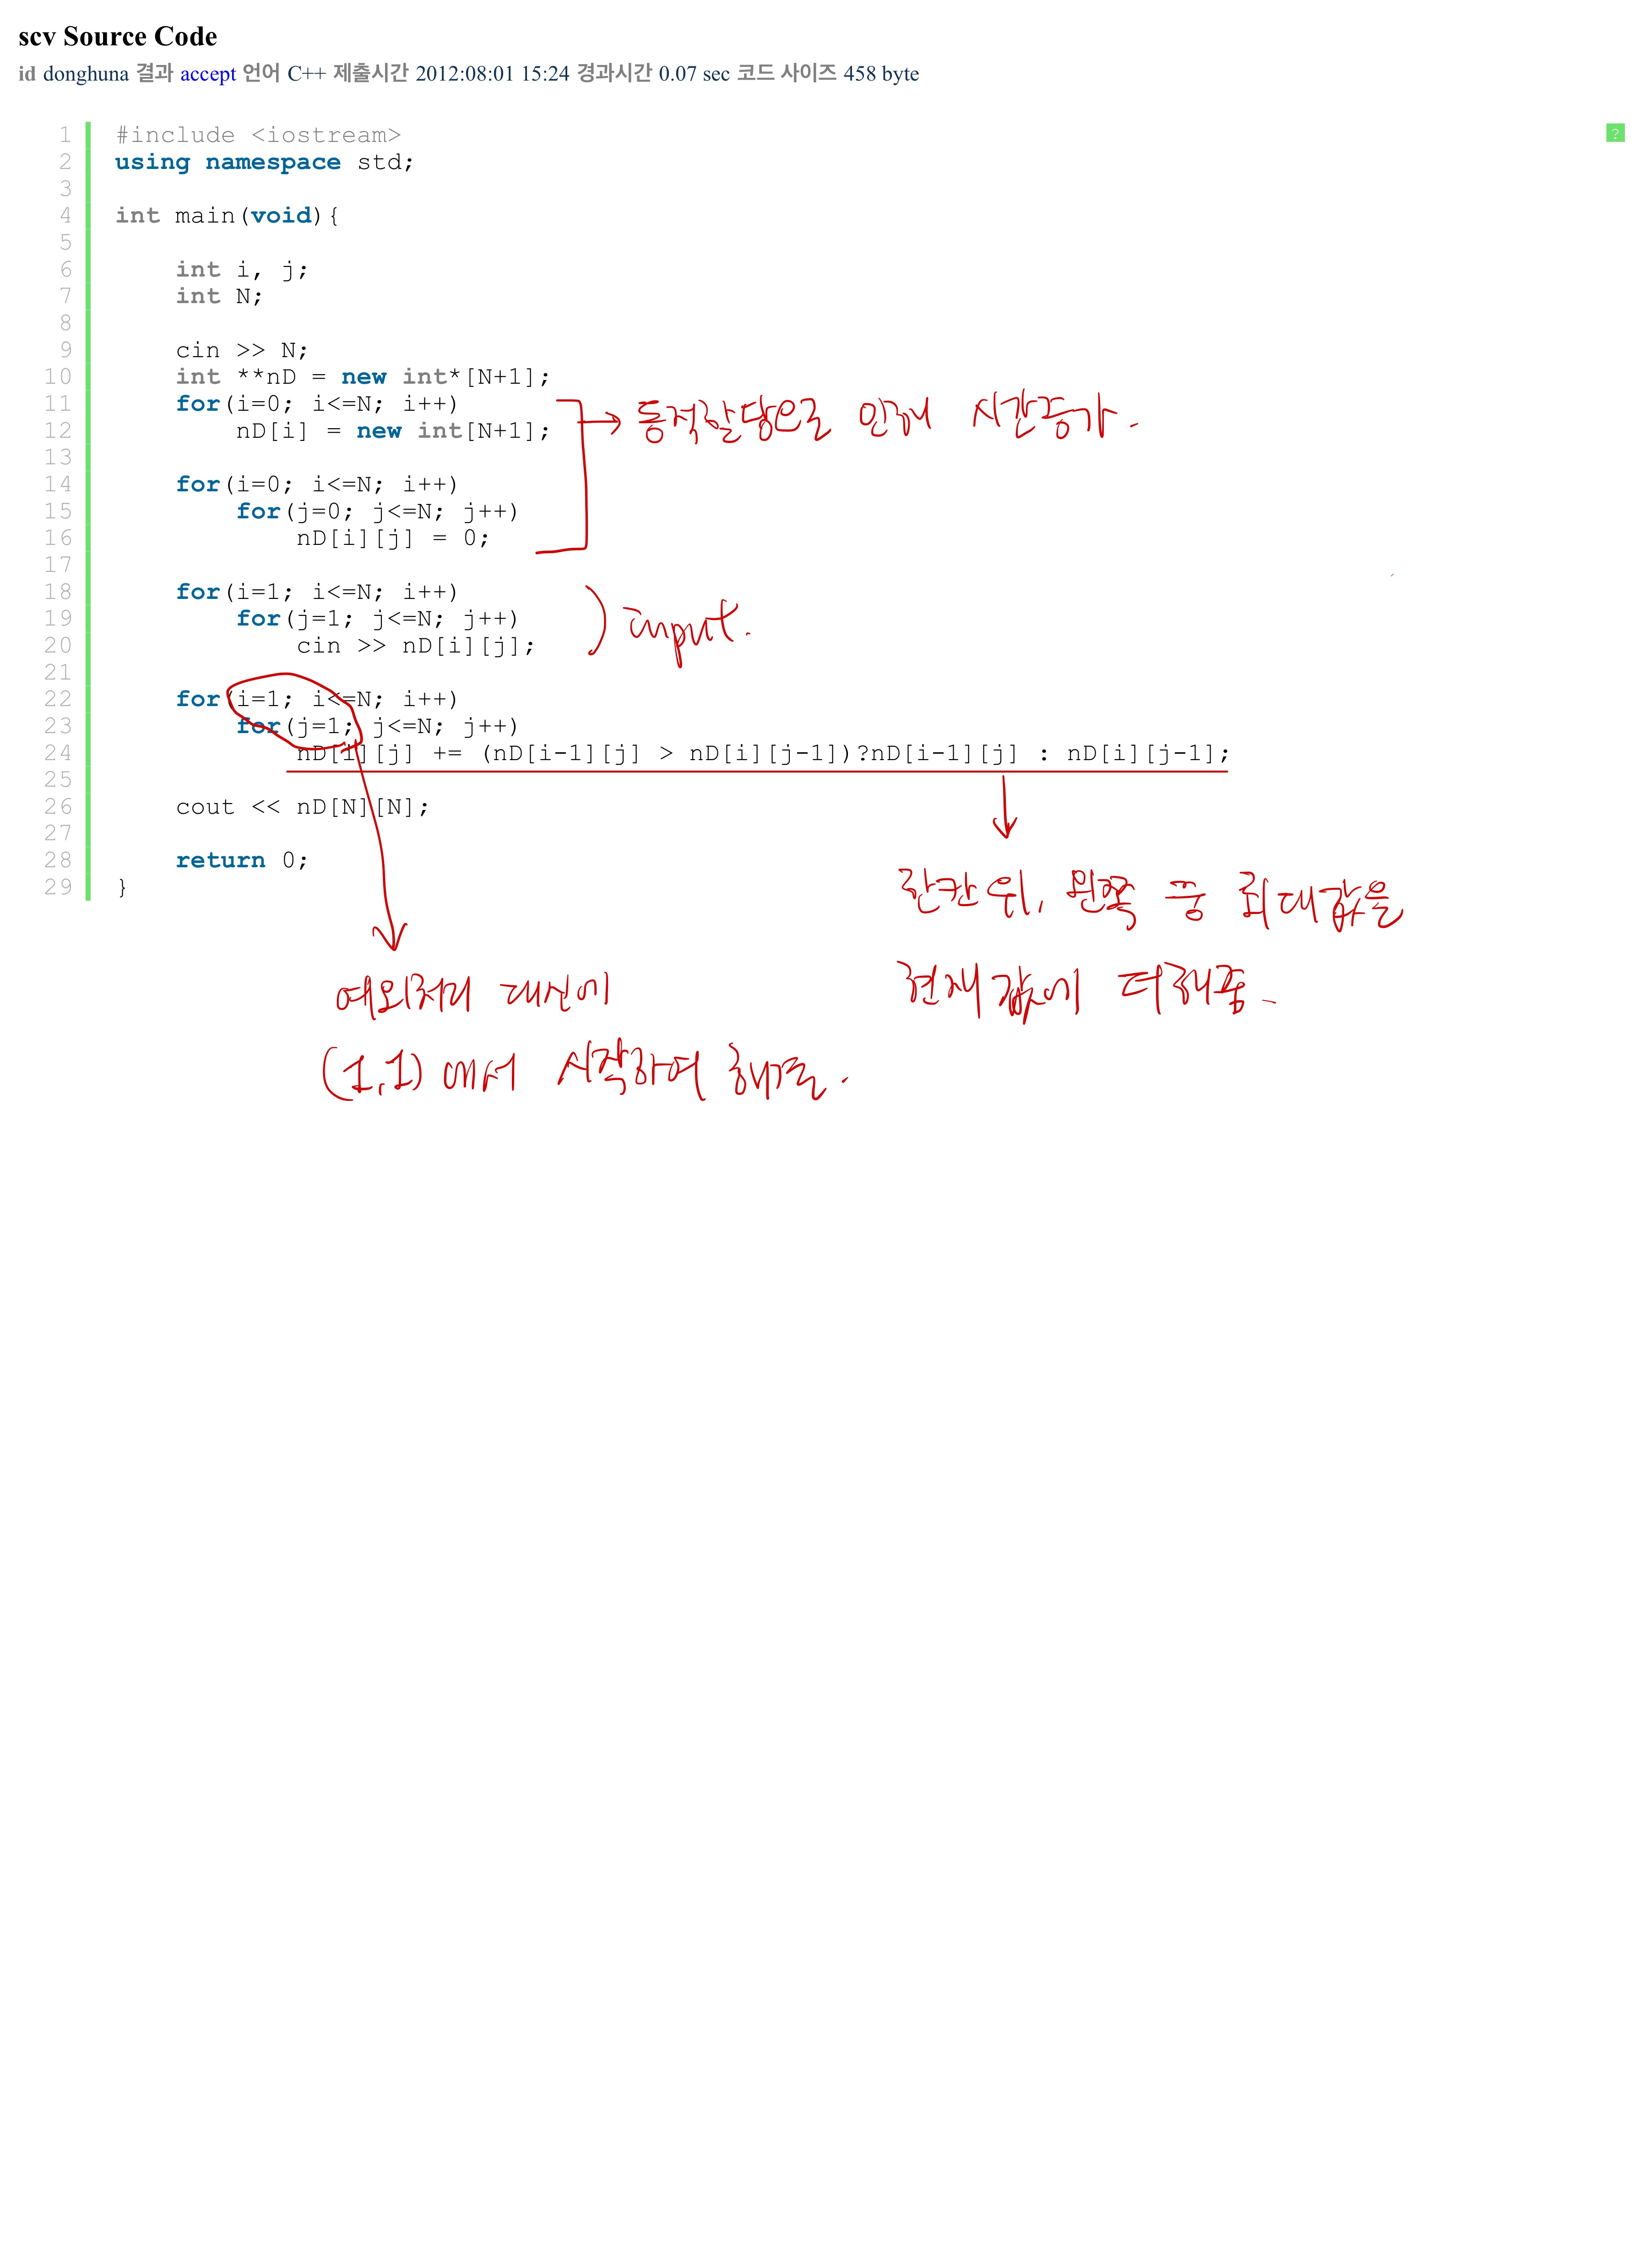 scv Source Code
id donghuna 결과 accept 언어 C++ 제출시간 2012:08:01 15:24 경과시간 0.07 sec 코드 사이즈 458 byte
?
1 #include <iostream>
2 using namespace std;
3
4 int main(void){
5
6 int i, j;
7 int N;
8
9 cin >> N;
10 int **nD = new int*[N+1];
11 for(i=0; i<=N; i++)
12 nD[i] = new int[N+1];
→ 동적할당으로 인해 시간증가.
13
14 for(i=0; i<=N; i++)
15 for(j=0; j<=N; j++)
16 nD[i][j] = 0;
17
18 for(i=1; i<=N; i++)
19 for(j=1; j<=N; j++)
20 cin >> nD[i][j];
) input.
21
22 for(i=1; i<=N; i++)
23 for(j=1; j<=N; j++)
24 nD[i][j] += (nD[i-1][j] > nD[i][j-1])?nD[i-1][j] : nD[i][j-1];
25
26 cout << nD[N][N];
27
28 return 0;
29 }
한칸 위, 왼쪽 중 최대값을
현재 값에 더해줌.
예외처리 대신에
(1,1)에서 시작하여 해결.